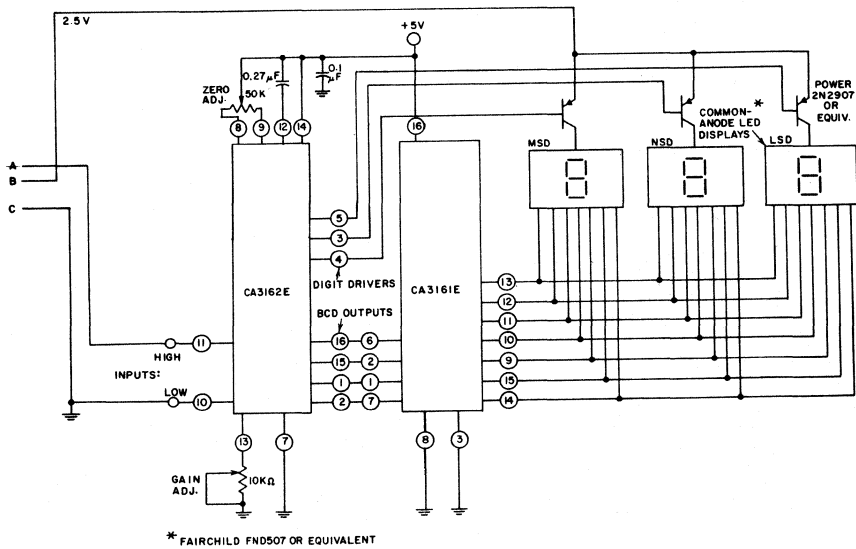 2.5 V
+5V
0.27µF
0.1
µF
ZERO
ADJ.
50K
8
9
12
14
16
POWER
2N2907
OR
EQUIV.
*
COMMON-
ANODE LED
DISPLAYS
A
B
C
MSD
NSD
LSD
5
3
4
DIGIT DRIVERS
CA3162E
CA3161E
BCD OUTPUTS
13
12
11
10
9
15
14
11
HIGH
INPUTS:
LOW
10
16
6
15
2
1
1
2
7
13
7
8
3
GAIN
ADJ.
10KΩ
* FAIRCHILD FND507 OR EQUIVALENT